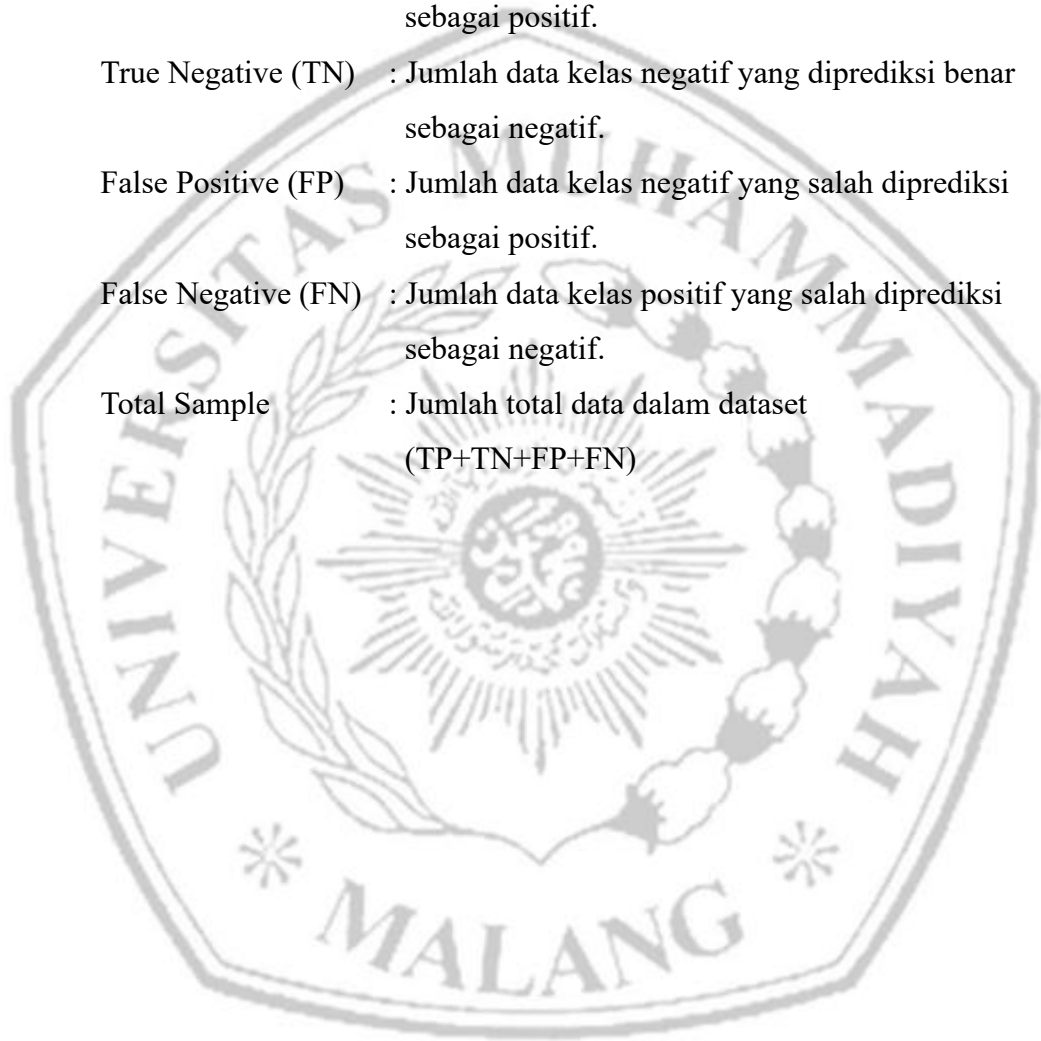 sebagai positif.
True Negative (TN) : Jumlah data kelas negatif yang diprediksi benar
sebagai negatif.
False Positive (FP) : Jumlah data kelas negatif yang salah diprediksi
sebagai positif.
False Negative (FN) : Jumlah data kelas positif yang salah diprediksi
sebagai negatif.
Total Sample : Jumlah total data dalam dataset
(TP+TN+FP+FN)
UNIVERSITAS MUHAMMADIYAH
MALANG